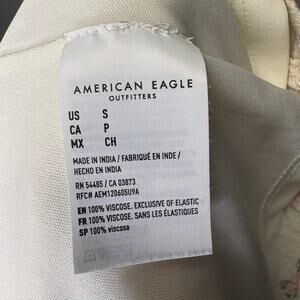 AMERICAN EAGLE
OUTFITTERS
US S
CA P
MX CH
MADE IN INDIA / FABRIQUÉ EN INDE /
HECHO EN INDIA
RN 54485 / CA 03873
RFC# AEM120605U9A
EN 100% VISCOSE, EXCLUSIVE OF ELASTIC
FR 100% VISCOSE. SANS LES ÉLASTIQUES
SP 100% viscosa